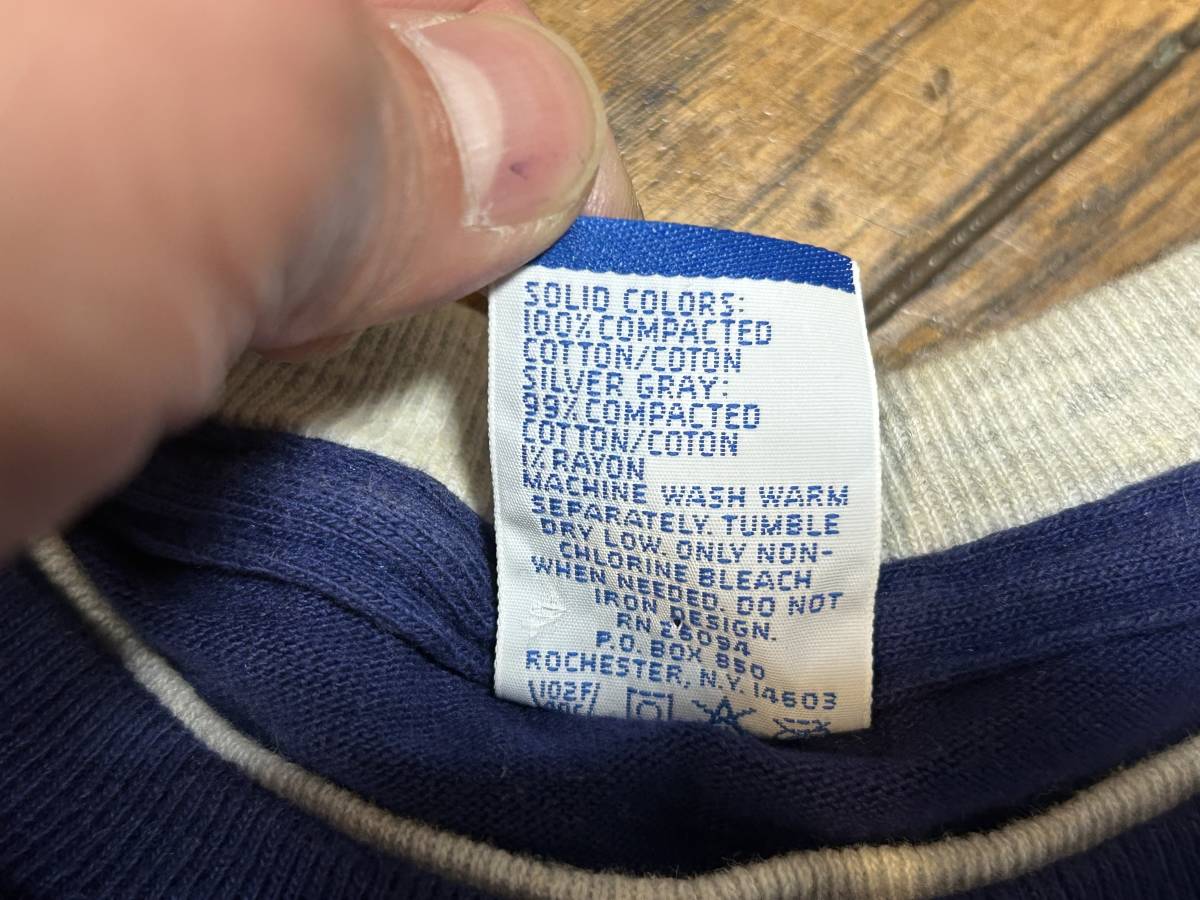 SOLID COLORS:
100% COMPACTED
COTTON/COTON
SILVER GRAY:
99% COMPACTED
COTTON/COTON
1% RAYON
MACHINE WASH WARM
SEPARATELY. TUMBLE
DRY LOW. ONLY NON-
CHLORINE BLEACH
WHEN NEEDED. DO NOT
IRON DESIGN.
RN 26094
P.O. BOX 850
ROCHESTER, N.Y. 14603
102F